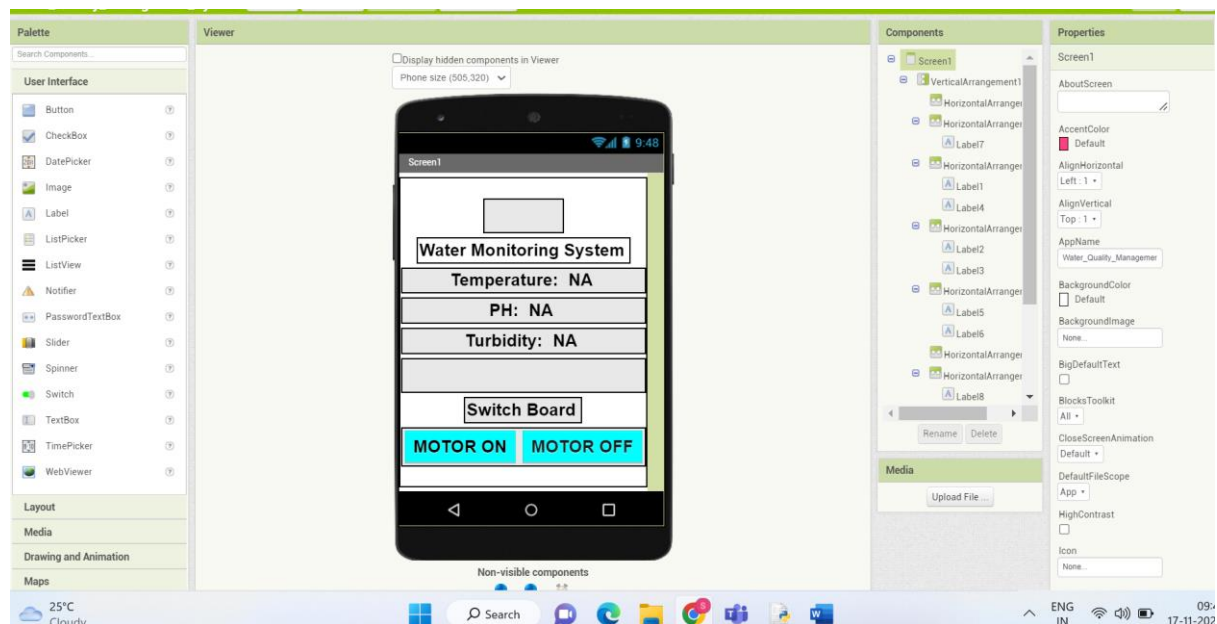 Palette
Search Components...
User Interface
Button
CheckBox
DatePicker
Image
Label
ListPicker
ListView
Notifier
PasswordTextBox
Slider
Spinner
Switch
TextBox
TimePicker
WebViewer
Layout
Media
Drawing and Animation
Maps
Viewer
Display hidden components in Viewer
Phone size (505,320)
9:48
Screen1
Water Monitoring System
Temperature: NA
PH: NA
Turbidity: NA
Switch Board
MOTOR ON MOTOR OFF
Non-visible components
Components
Screen1
VerticalArrangement1
HorizontalArranger
HorizontalArranger
Label7
HorizontalArranger
Label1
Label4
HorizontalArranger
Label2
Label3
HorizontalArranger
Label5
Label6
HorizontalArranger
HorizontalArranger
Label8
Rename Delete
Media
Upload File ...
Properties
Screen1
AboutScreen
AccentColor
Default
AlignHorizontal
Left : 1
AlignVertical
Top : 1
AppName
Water_Quality_Managemer
BackgroundColor
Default
BackgroundImage
None...
BigDefaultText
BlocksToolkit
All
CloseScreenAnimation
Default
DefaultFileScope
App
HighContrast
Icon
None...
25°C
Cloudy
Search
ENG
IN
09:4
17-11-202